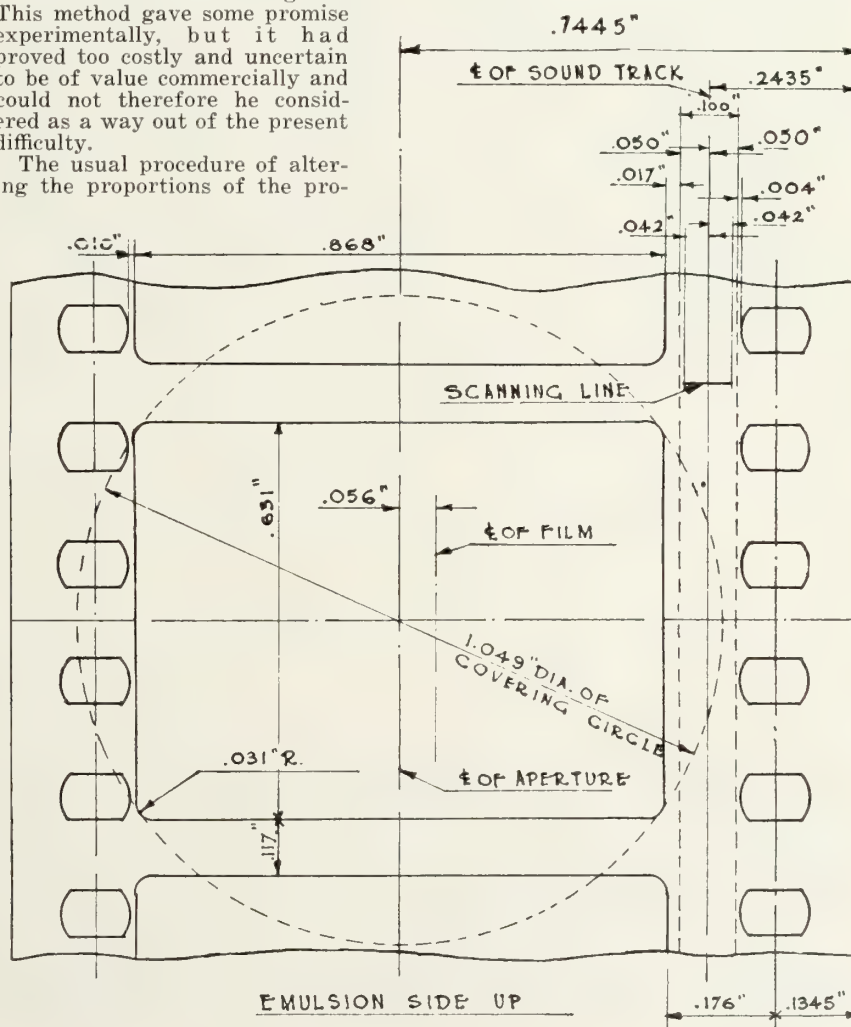 This method gave some promise
experimentally, but it had
proved too costly and uncertain
to be of value commercially and
could not therefore he consid-
ered as a way out of the present
difficulty.
The usual procedure of alter-
ing the proportions of the pro-
.7445"
℄ OF SOUND TRACK
.2435"
.100"
.050"
.050"
.017"
.004"
.042"
.042"
.010"
.868"
SCANNING LINE
.631"
.056"
℄ OF FILM
1.049" DIA. OF
COVERING CIRCLE
.031" R.
℄ OF APERTURE
.117"
EMULSION SIDE UP
.176"
.1345"